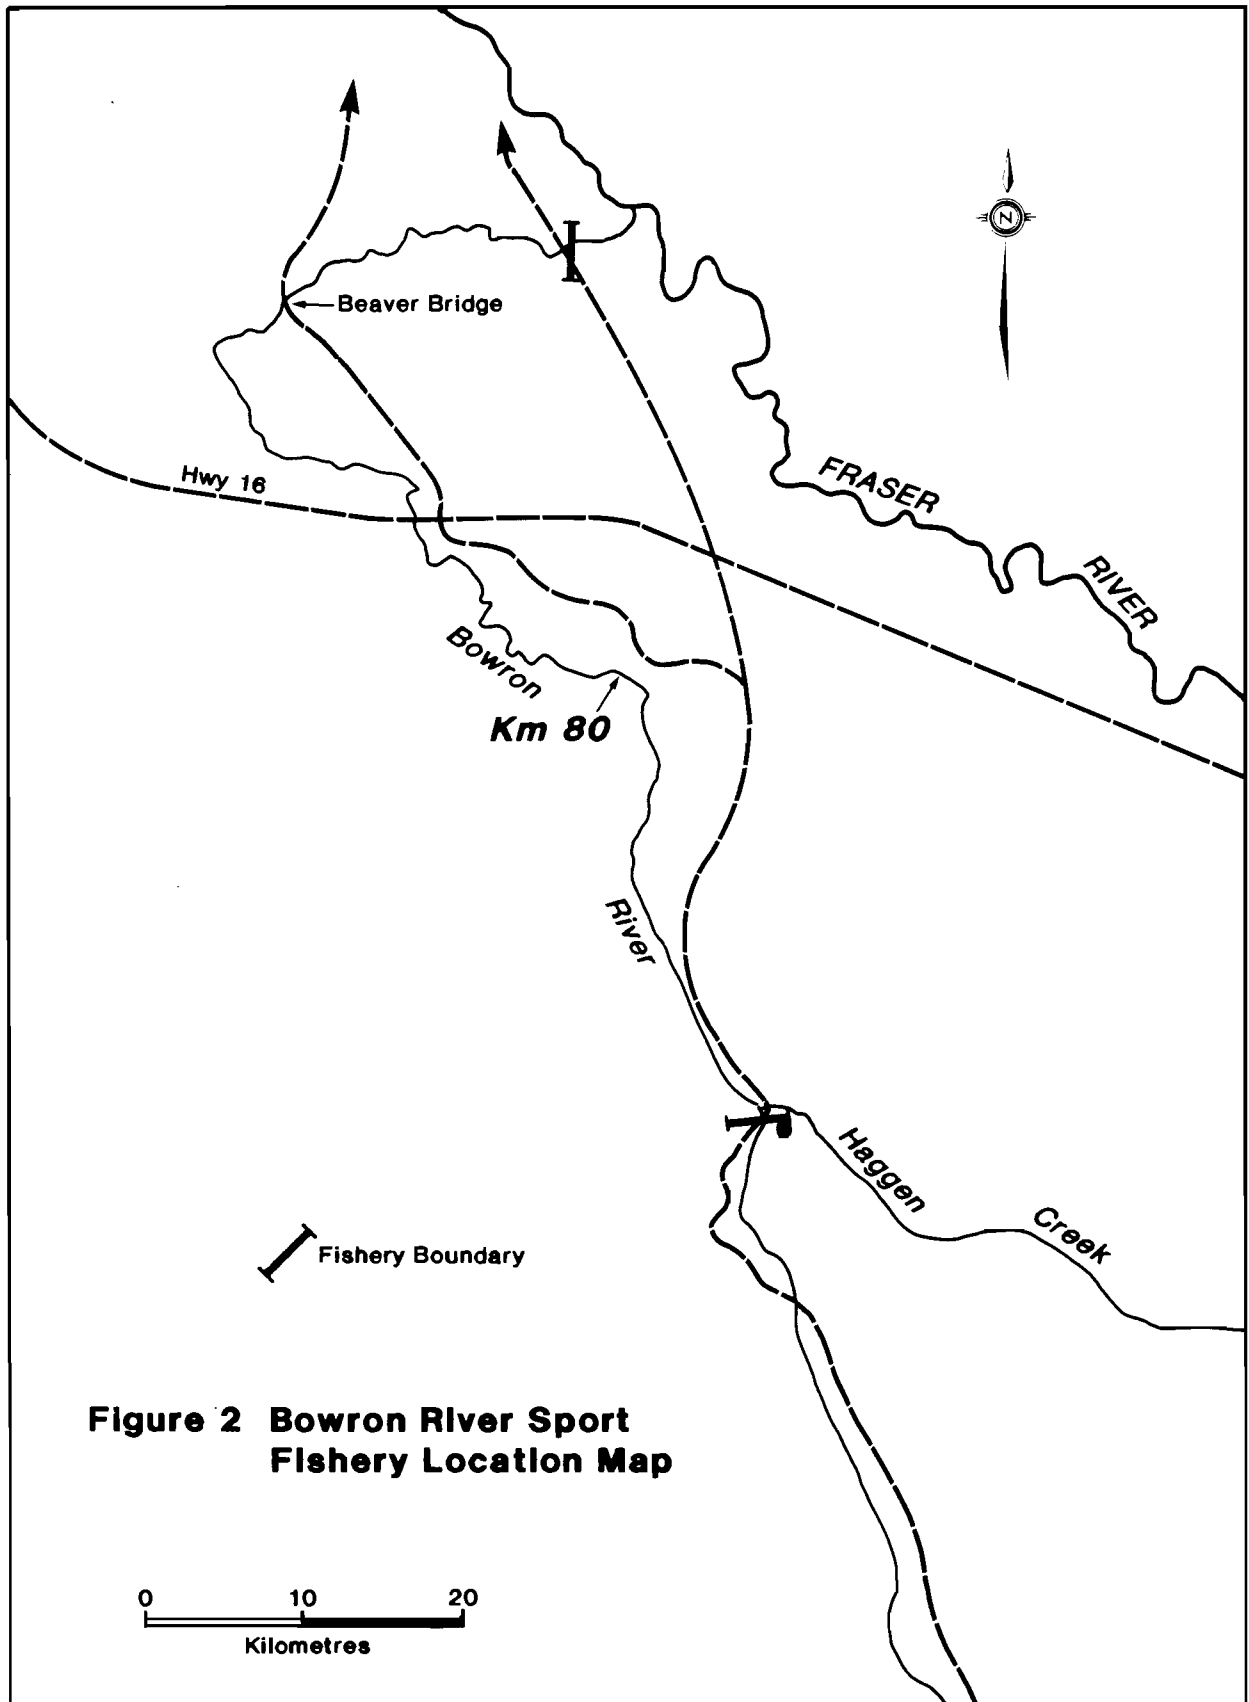 N
Beaver Bridge
Hwy 16
FRASER
RIVER
Bowron
Km 80
River
Haggen
Creek
Fishery Boundary
Figure 2 Bowron River Sport
Fishery Location Map
0 10 20
Kilometres